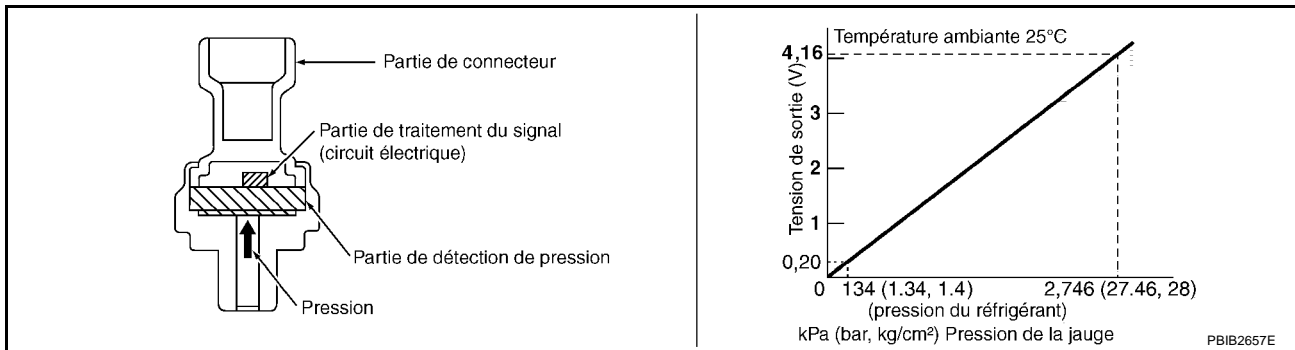 Partie de connecteur
Partie de traitement du signal
(circuit électrique)
Partie de détection de pression
Pression
Température ambiante 25°C
Tension de sortie (V)
4,16
3
2
1
0,20
0 134 (1.34, 1.4) 2,746 (27.46, 28)
(pression du réfrigérant)
kPa (bar, kg/cm²) Pression de la jauge
PBIB2657E